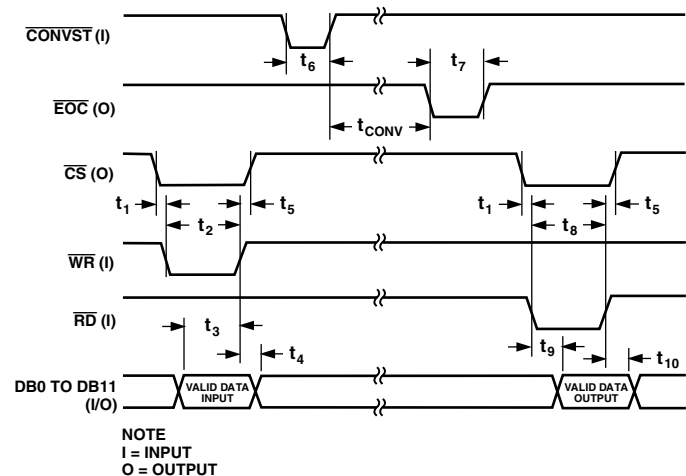 CONVST (I)
t6
t7
EOC (O)
tCONV
CS (O)
t1
t2
t5
t1
t8
t5
WR (I)
RD (I)
t3
t4
t9
t10
DB0 TO DB11
(I/O)
VALID DATA
INPUT
VALID DATA
OUTPUT
NOTE
I = INPUT
O = OUTPUT